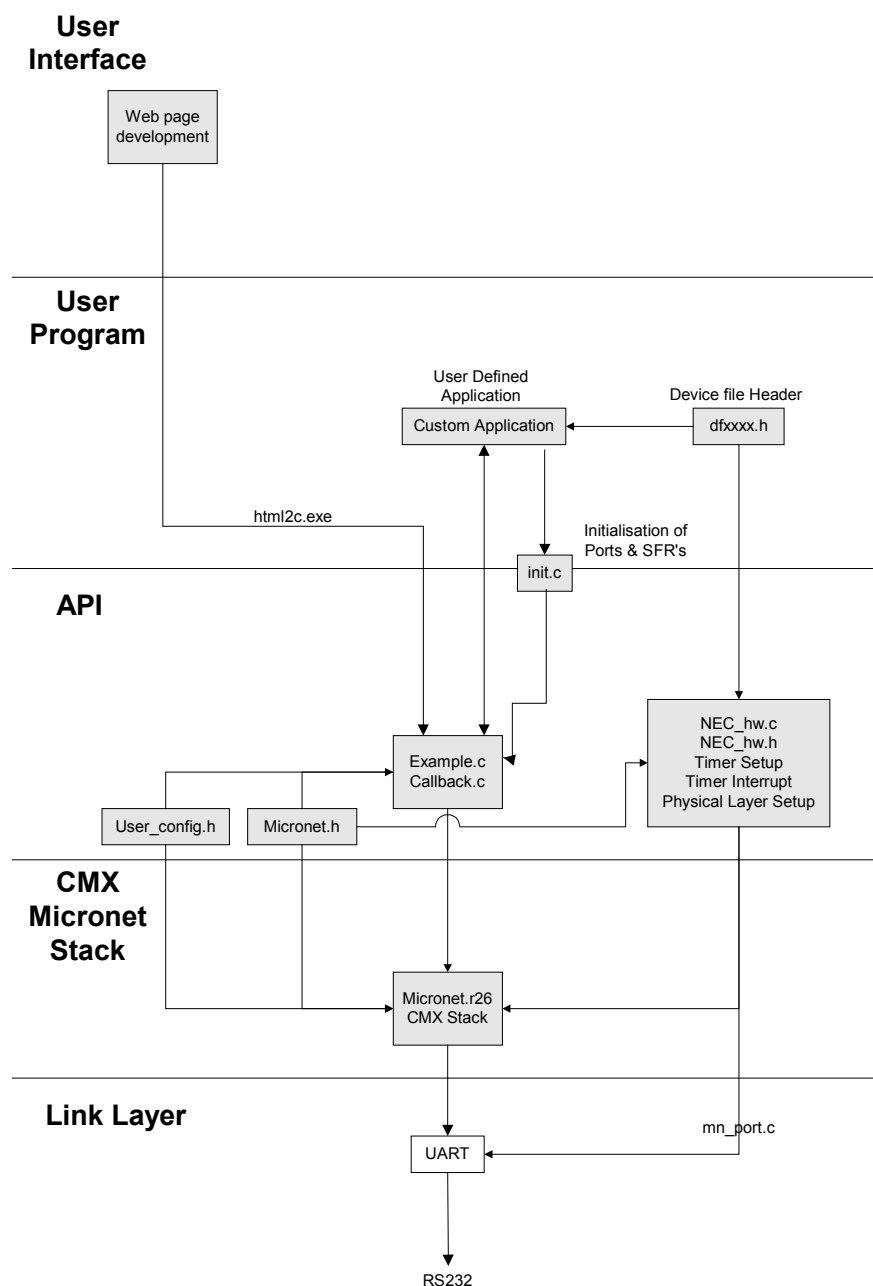 User
Interface
Web page
development
User
Program
User Defined
Application
Device file Header
Custom Application
dfxxxx.h
html2c.exe
Initialisation of
Ports & SFR's
init.c
API
NEC_hw.c
NEC_hw.h
Timer Setup
Timer Interrupt
Physical Layer Setup
Example.c
Callback.c
User_config.h
Micronet.h
CMX
Micronet
Stack
Micronet.r26
CMX Stack
Link Layer
mn_port.c
UART
RS232